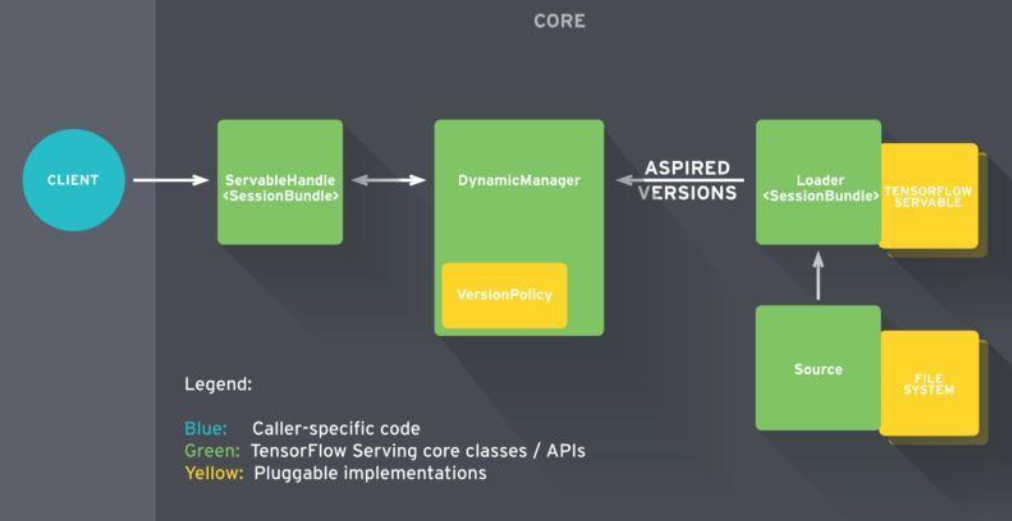 CORE
CLIENT
ServableHandle
<SessionBundle>
DynamicManager
VersionPolicy
ASPIRED
VERSIONS
Loader
<SessionBundle>
TENSORFLOW
SERVABLE
Source
FILE
SYSTEM
Legend:
Blue: Caller-specific code
Green: TensorFlow Serving core classes / APIs
Yellow: Pluggable implementations